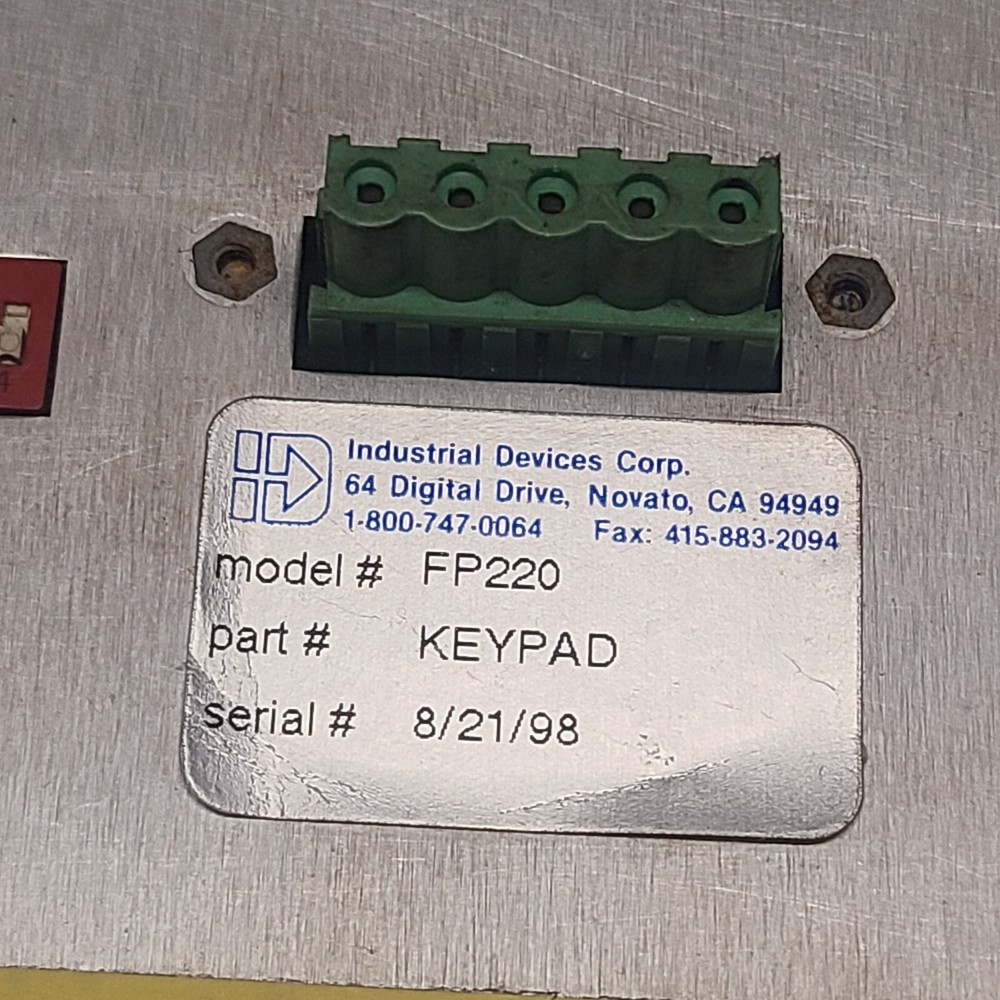 Industrial Devices Corp.
64 Digital Drive, Novato, CA 94949
1-800-747-0064 Fax: 415-883-2094
model # FP220
part # KEYPAD
serial # 8/21/98
4